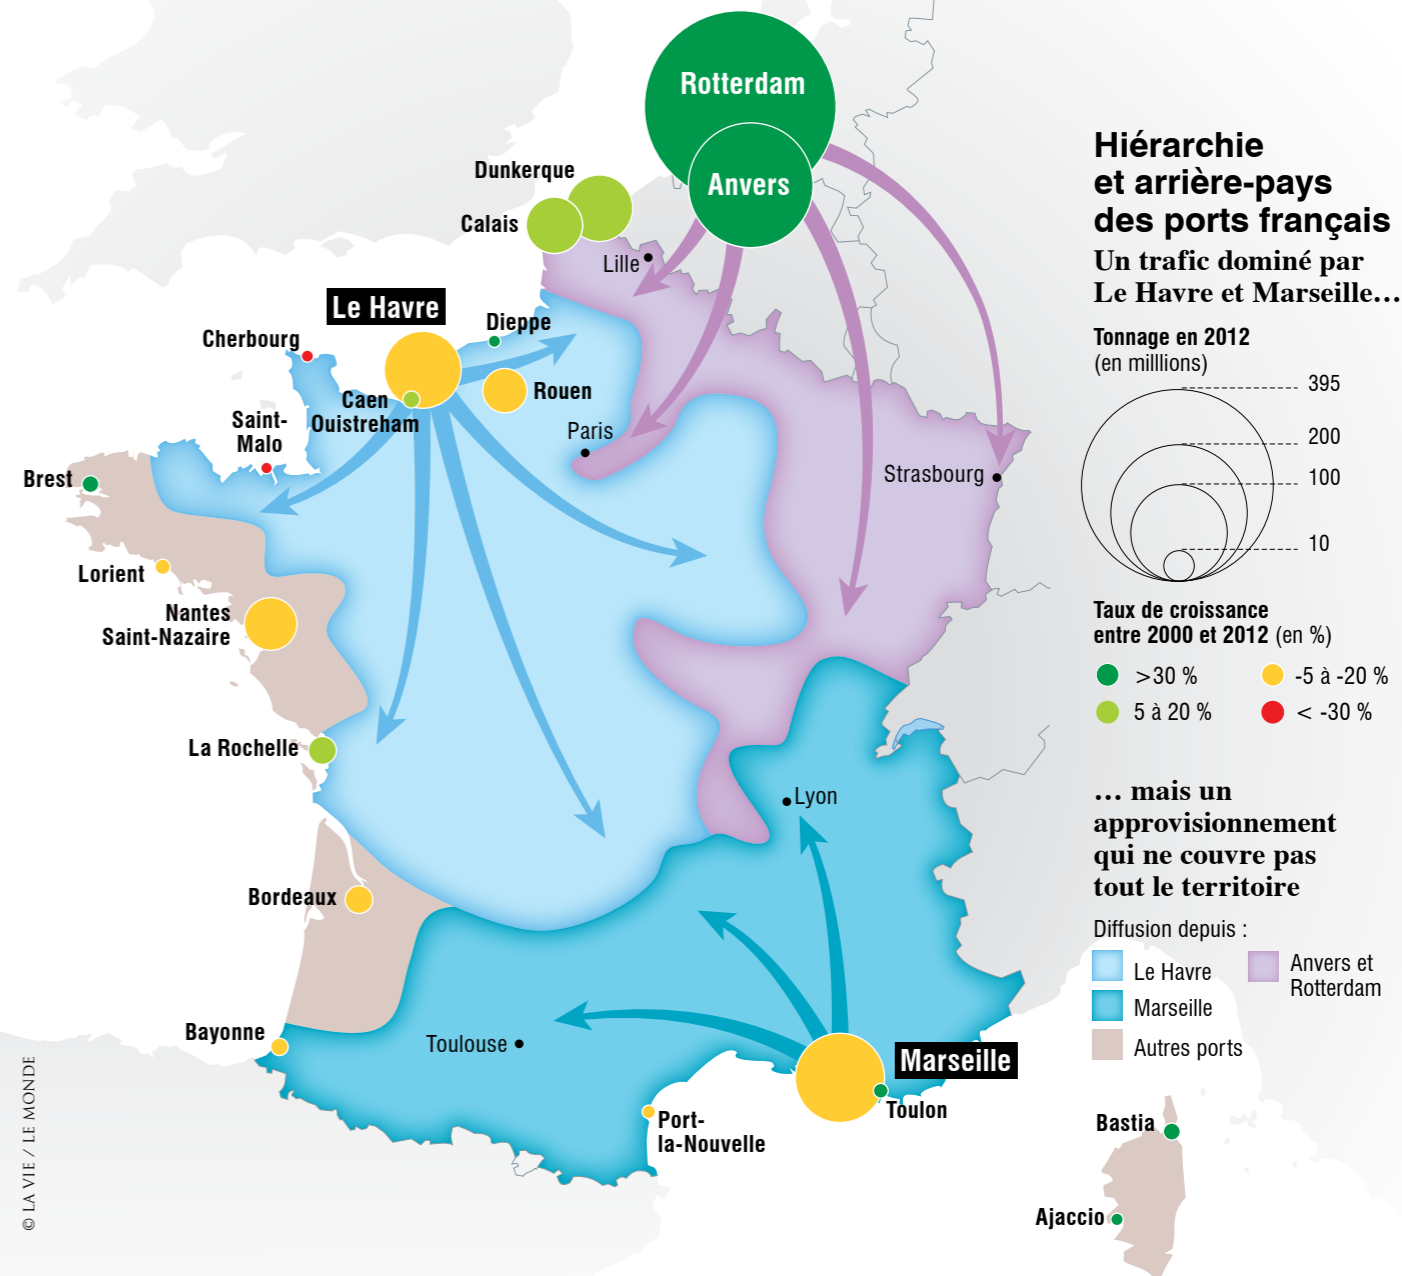 Rotterdam
Anvers
Dunkerque
Calais
Lille
Le Havre
Dieppe
Cherbourg
Rouen
Caen
Ouistreham
Saint-
Malo
Paris
Brest
Strasbourg
Lorient
Nantes
Saint-Nazaire
La Rochelle
Lyon
Bordeaux
Bayonne
Toulouse
Marseille
Toulon
Port-
la-Nouvelle
Bastia
Ajaccio
Hiérarchie
et arrière-pays
des ports français
Un trafic dominé par
Le Havre et Marseille…
Tonnage en 2012
(en milllions)
395
200
100
10
Taux de croissance
entre 2000 et 2012 (en %)
>30 %
-5 à -20 %
5 à 20 %
< -30 %
… mais un
approvisionnement
qui ne couvre pas
tout le territoire
Diffusion depuis :
Le Havre
Marseille
Autres ports
Anvers et
Rotterdam
© LA VIE / LE MONDE